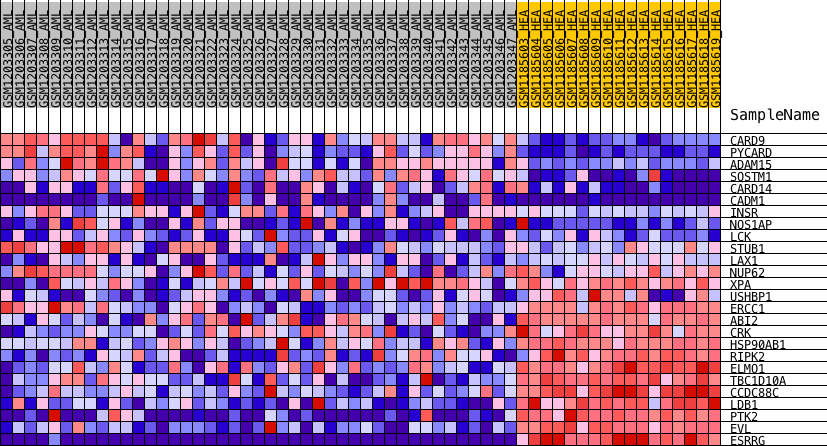 GSM1203305_AML
GSM1203306_AML
GSM1203307_AML
GSM1203308_AML
GSM1203309_AML
GSM1203310_AML
GSM1203311_AML
GSM1203312_AML
GSM1203313_AML
GSM1203314_AML
GSM1203315_AML
GSM1203316_AML
GSM1203317_AML
GSM1203318_AML
GSM1203319_AML
GSM1203320_AML
GSM1203321_AML
GSM1203322_AML
GSM1203323_AML
GSM1203324_AML
GSM1203325_AML
GSM1203326_AML
GSM1203327_AML
GSM1203328_AML
GSM1203329_AML
GSM1203330_AML
GSM1203331_AML
GSM1203332_AML
GSM1203333_AML
GSM1203334_AML
GSM1203335_AML
GSM1203336_AML
GSM1203337_AML
GSM1203338_AML
GSM1203339_AML
GSM1203340_AML
GSM1203341_AML
GSM1203342_AML
GSM1203343_AML
GSM1203344_AML
GSM1203345_AML
GSM1203346_AML
GSM1203347_AML
GSM1185603_HEA
GSM1185604_HEA
GSM1185605_HEA
GSM1185606_HEA
GSM1185607_HEA
GSM1185608_HEA
GSM1185609_HEA
GSM1185610_HEA
GSM1185611_HEA
GSM1185612_HEA
GSM1185613_HEA
GSM1185614_HEA
GSM1185615_HEA
GSM1185616_HEA
GSM1185617_HEA
GSM1185618_HEA
GSM1185619_HEA
SampleName
CARD9
PYCARD
ADAM15
SQSTM1
CARD14
CADM1
INSR
NOS1AP
LCK
STUB1
LAX1
NUP62
XPA
USHBP1
ERCC1
ABI2
CRK
HSP90AB1
RIPK2
ELMO1
TBC1D10A
CCDC88C
LDB1
PTK2
EVL
ESRRG